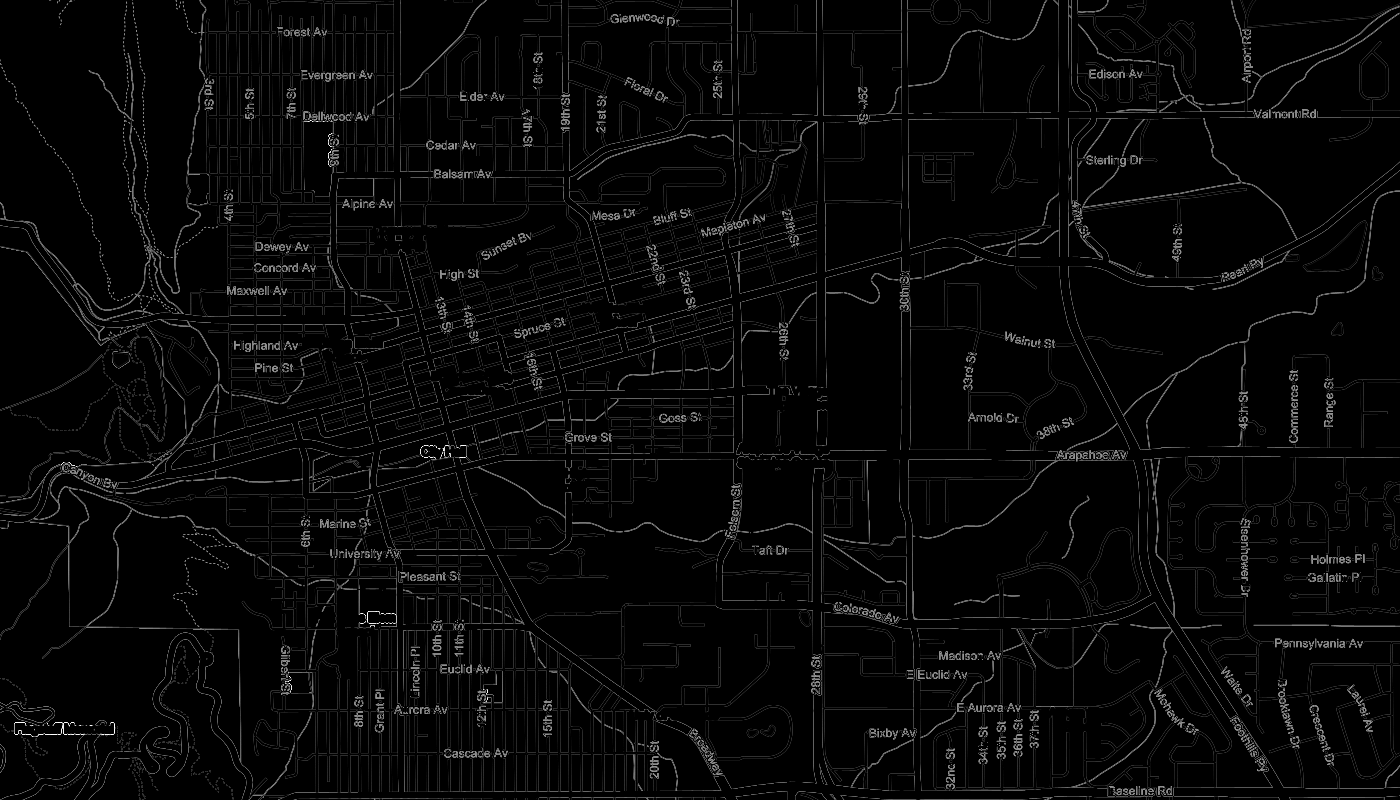 Glenwood Dr
Forest Av
Airport Rd
Evergreen Av
Edison Av
18th St
25th St
3rd St
Floral Dr
5th St
7th St
Elder Av
19th St
21st St
29th St
Dellwood Av
Valmont Rd
17th St
Cedar Av
Sterling Dr
Balsam Av
4th St
Alpine Av
Mesa Dr
Bluff St
Mapleton Av
27th St
47th St
49th St
Dewey Av
Sunset Bv
Concord Av
High St
22nd St
23rd St
Pearl Py
Maxwell Av
30th St
13th St
14th St
Spruce St
26th St
Walnut St
Highland Av
Pine St
16th St
33rd St
48th St
Commerce St
Range St
Goss St
Arnold Dr
38th St
Grove St
Arapahoe Av
Canyon Bv
Folsom St
Marine St
6th St
University Av
Taft Dr
Eisenhower Dr
Holmes Pl
Gallatin Pl
Pleasant St
Colorado Av
10th St
11th St
Pennsylvania Av
Madison Av
Lincoln Pl
Euclid Av
28th St
E Euclid Av
8th St
Grant Pl
Aurora Av
12th St
15th St
E Aurora Av
Mohawk Dr
Waite Dr
Brooklawn Dr
Crescent Dr
Laurel Av
Bixby Av
34th St
35th St
36th St
37th St
Foothills Py
Cascade Av
20th St
Broadway
32nd St
Baseline Rd